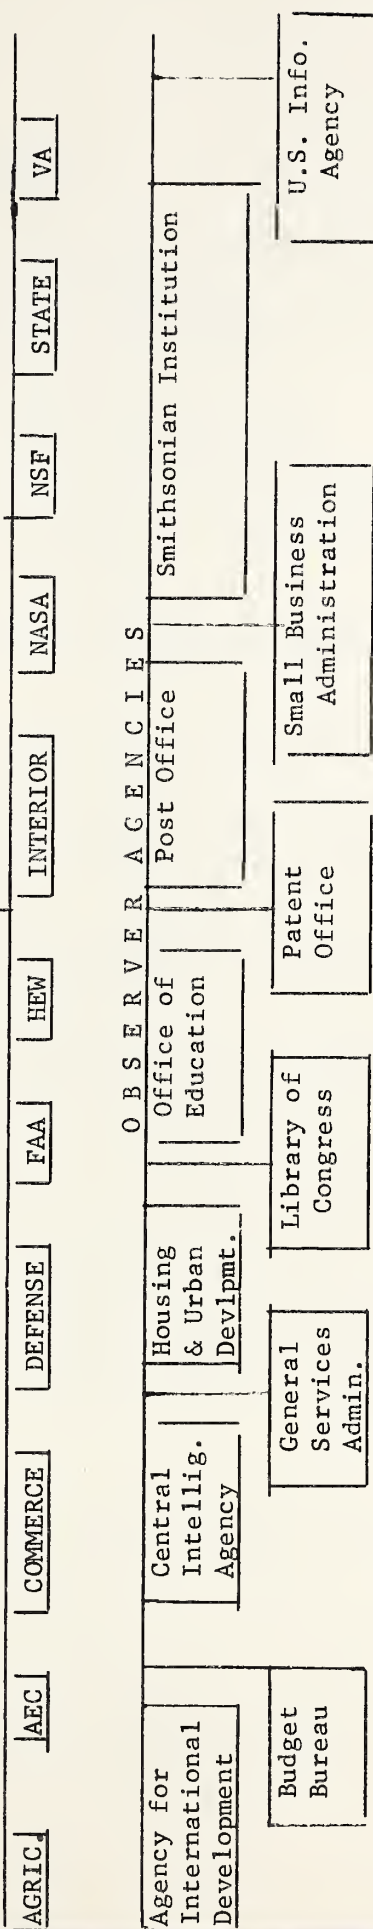 AGRIC. AEC COMMERCE DEFENSE FAA HEW INTERIOR NASA NSF STATE VA
OBSERVER AGENCIES
Agency for
International
Development
Central
Intellig.
Agency
Housing
& Urban
Devlpmt.
Office of
Education
Post Office
Smithsonian Institution
Budget
Bureau
General
Services
Admin.
Library of
Congress
Patent
Office
Small Business
Administration
U.S. Info.
Agency